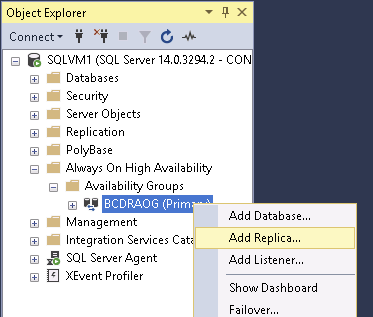 Object Explorer
Connect
SQLVM1 (SQL Server 14.0.3294.2 - CON
Databases
Security
Server Objects
Replication
PolyBase
Always On High Availability
Availability Groups
BCDRAOG (Primary)
Management
Integration Services Cata
SQL Server Agent
XEvent Profiler
Add Database...
Add Replica...
Add Listener...
Show Dashboard
Failover...